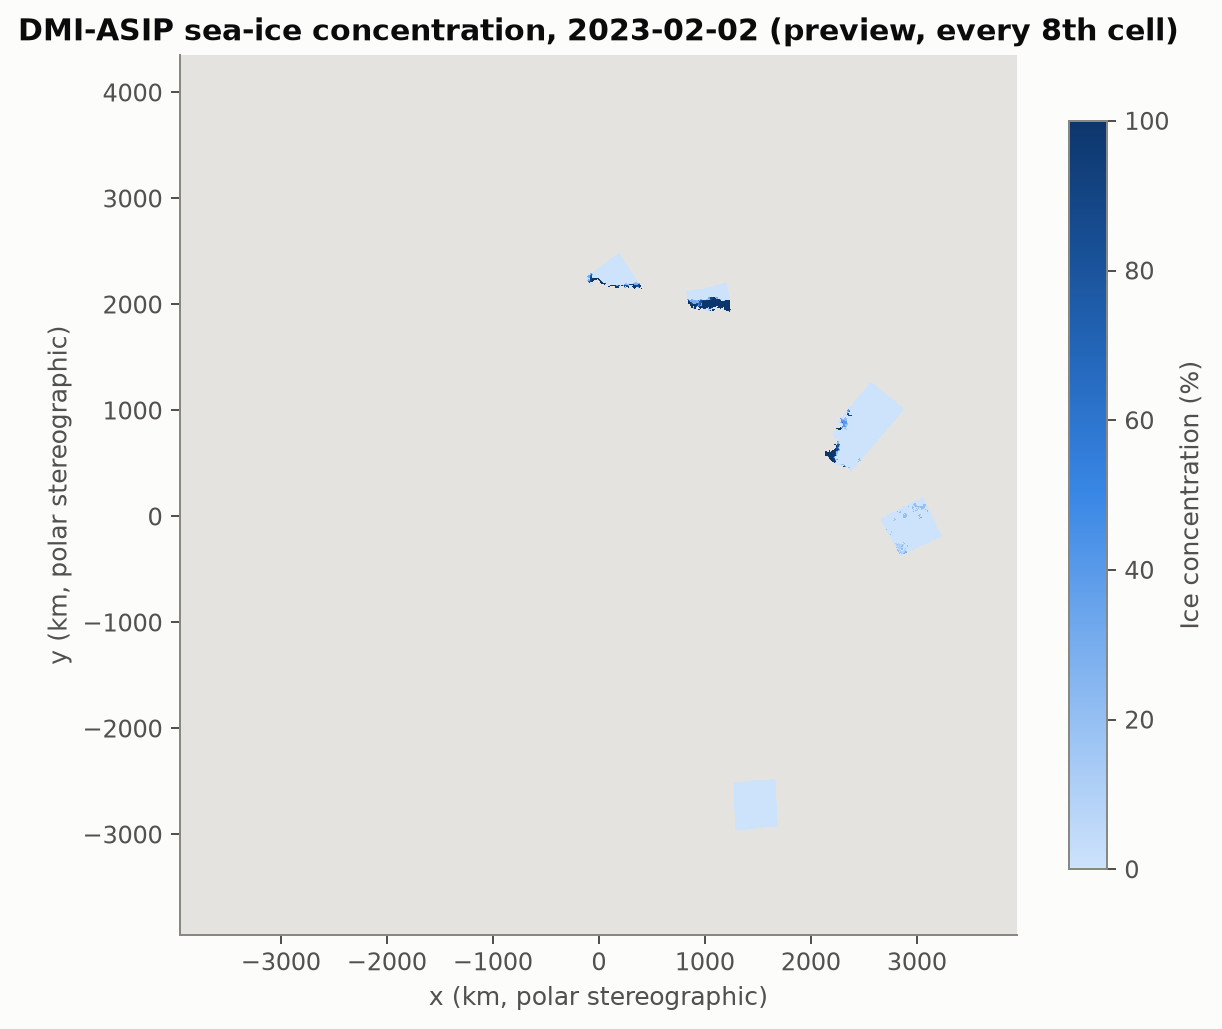 DMI-ASIP sea-ice concentration, 2023-02-02 (preview, every 8th cell)
4000
3000
2000
1000
0
−1000
−2000
−3000
y (km, polar stereographic)
−3000 −2000 −1000 0 1000 2000 3000
x (km, polar stereographic)
100
80
60
40
20
0
Ice concentration (%)